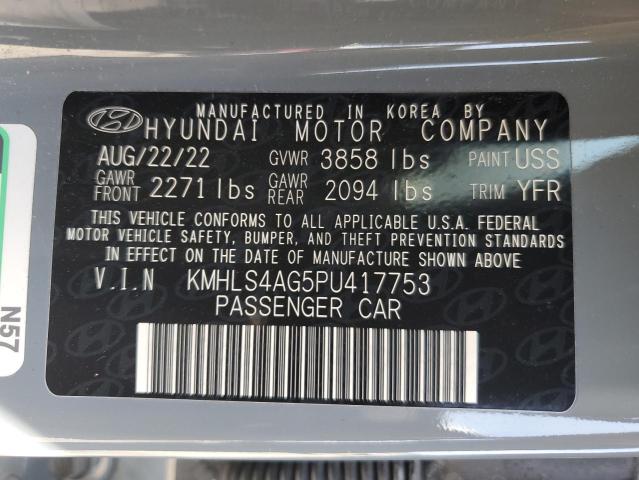 MANUFACTURED IN KOREA BY
HYUNDAI MOTOR COMPANY
AUG/22/22 GVWR 3858 lbs PAINT USS
GAWR FRONT 2271 lbs GAWR REAR 2094 lbs TRIM YFR
THIS VEHICLE CONFORMS TO ALL APPLICABLE U.S.A. FEDERAL
MOTOR VEHICLE SAFETY, BUMPER, AND THEFT PREVENTION STANDARDS
IN EFFECT ON THE DATE OF MANUFACTURE SHOWN ABOVE
V.I.N KMHLS4AG5PU417753
PASSENGER CAR
N57